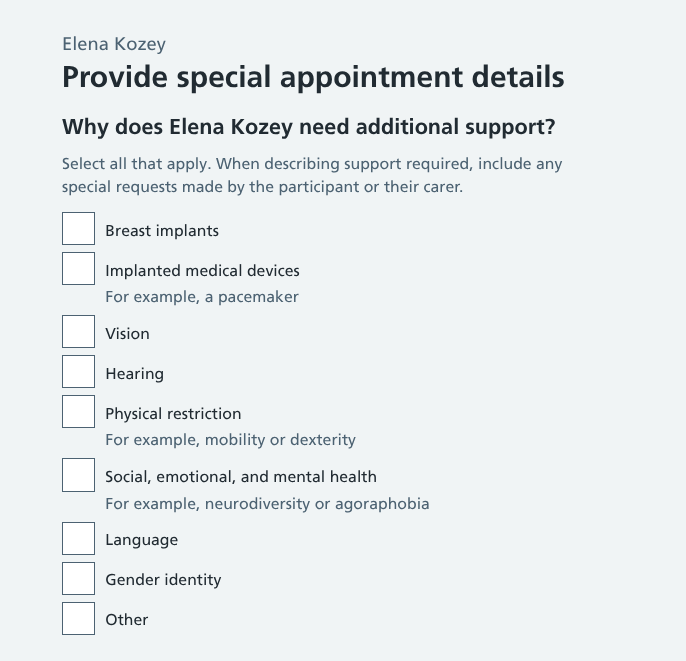 Elena Kozey
Provide special appointment details
Why does Elena Kozey need additional support?
Select all that apply. When describing support required, include any
special requests made by the participant or their carer.
Breast implants
Implanted medical devices
For example, a pacemaker
Vision
Hearing
Physical restriction
For example, mobility or dexterity
Social, emotional, and mental health
For example, neurodiversity or agoraphobia
Language
Gender identity
Other